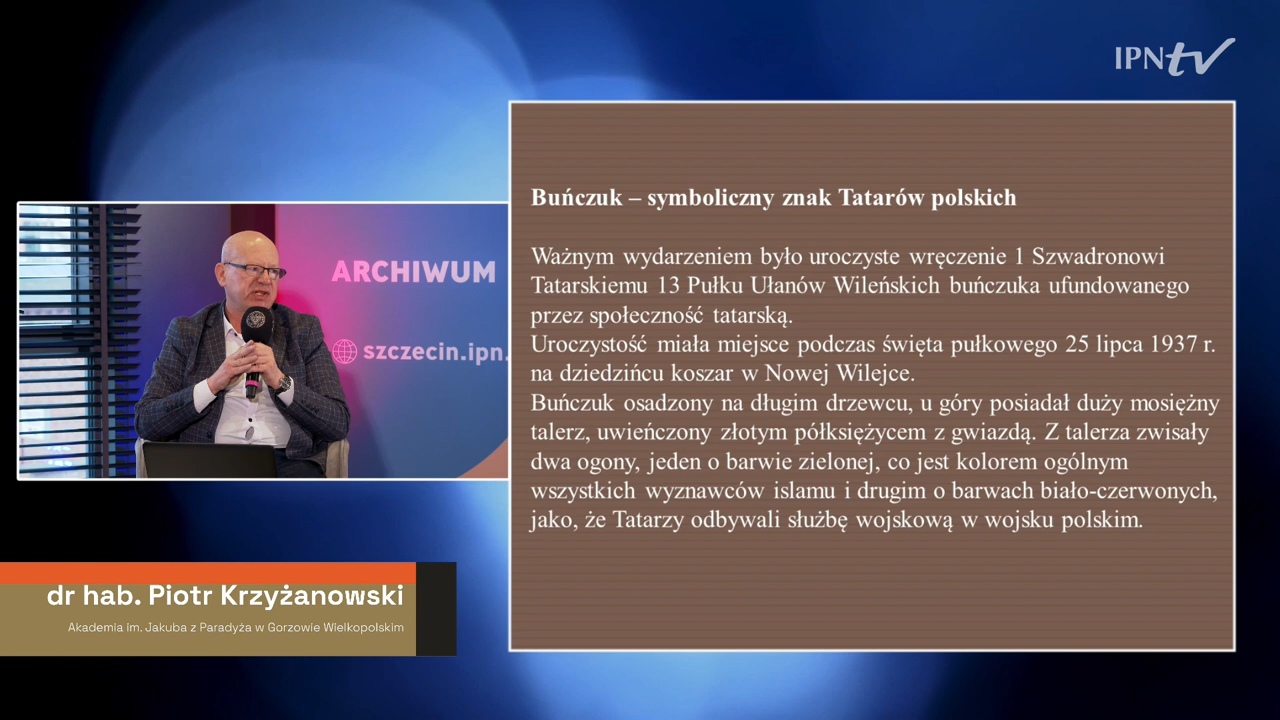 IPNtv
Buńczuk – symboliczny znak Tatarów polskich
Ważnym wydarzeniem było uroczyste wręczenie 1 Szwadronowi
Tatarskiemu 13 Pułku Ułanów Wileńskich buńczuka ufundowanego
przez społeczność tatarską.
Uroczystość miała miejsce podczas święta pułkowego 25 lipca 1937 r.
na dziedzińcu koszar w Nowej Wilejce.
Buńczuk osadzony na długim drzewcu, u góry posiadał duży mosiężny
talerz, uwieńczony złotym półksiężycem z gwiazdą. Z talerza zwisały
dwa ogony, jeden o barwie zielonej, co jest kolorem ogólnym
wszystkich wyznawców islamu i drugim o barwach biało-czerwonych,
jako, że Tatarzy odbywali służbę wojskową w wojsku polskim.
ARCHIWUM
szczecin.ipn.
dr hab. Piotr Krzyżanowski
Akademia im. Jakuba z Paradyża w Gorzowie Wielkopolskim